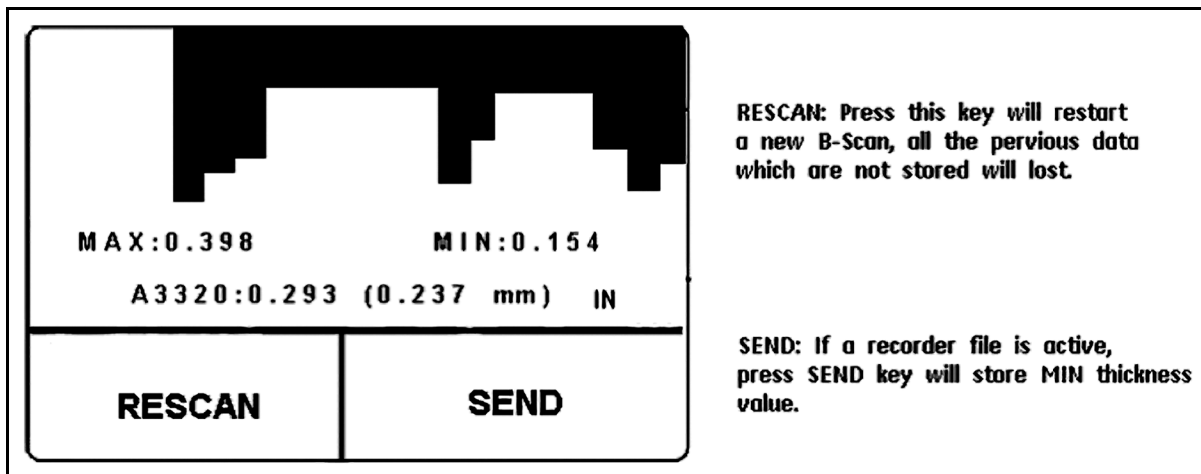 MAX:0.398 MIN:0.154
A3320:0.293 (0.237 mm) IN
RESCAN SEND
RESCAN: Press this key will restart
a new B-Scan, all the pervious data
which are not stored will lost.
SEND: If a recorder file is active,
press SEND key will store MIN thickness
value.